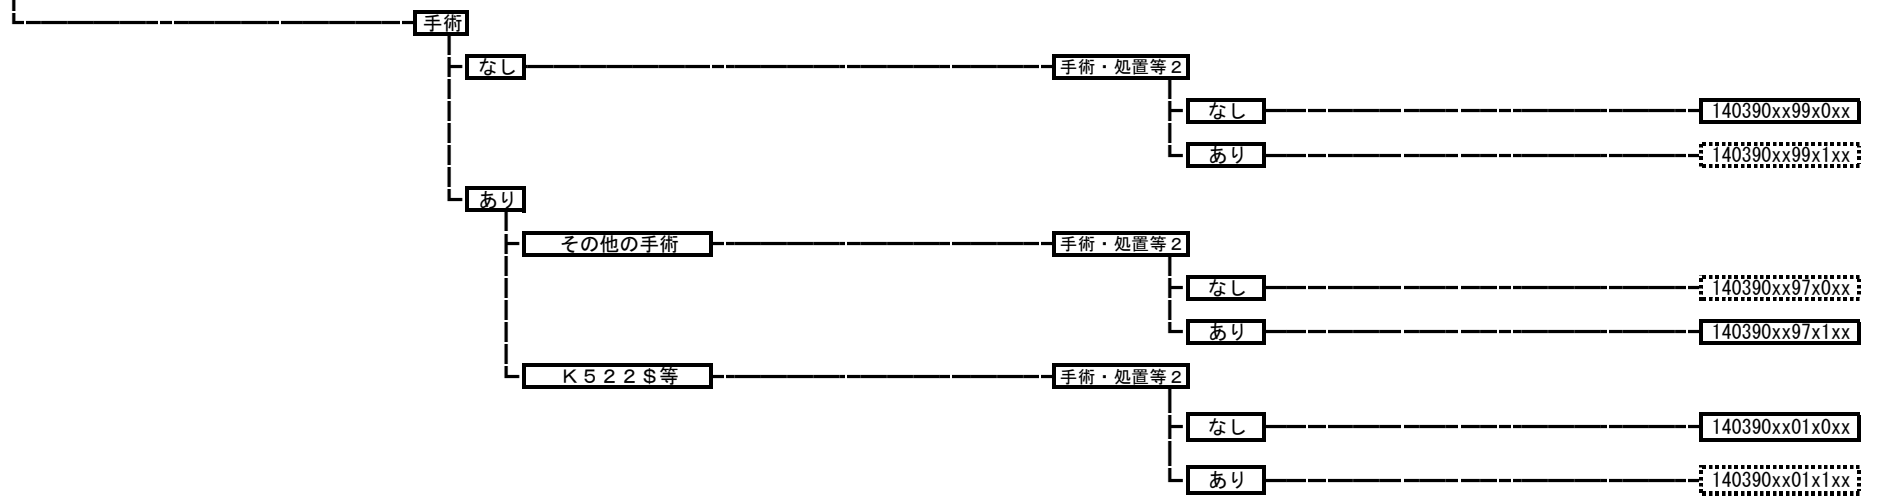 手術
なし
手術・処置等２
なし
140390xx99x0xx
あり
140390xx99x1xx
あり
その他の手術
手術・処置等２
なし
140390xx97x0xx
あり
140390xx97x1xx
Ｋ５２２＄等
手術・処置等２
なし
140390xx01x0xx
あり
140390xx01x1xx